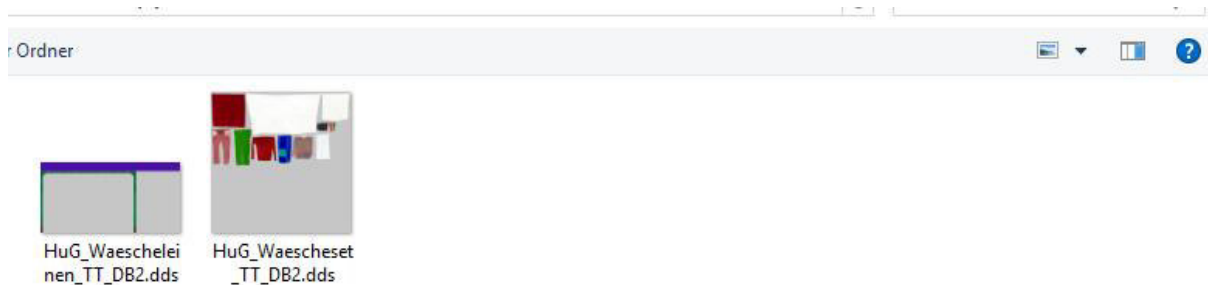 r Ordner
HuG_Waeschelei
nen_TT_DB2.dds
HuG_Waescheset
_TT_DB2.dds